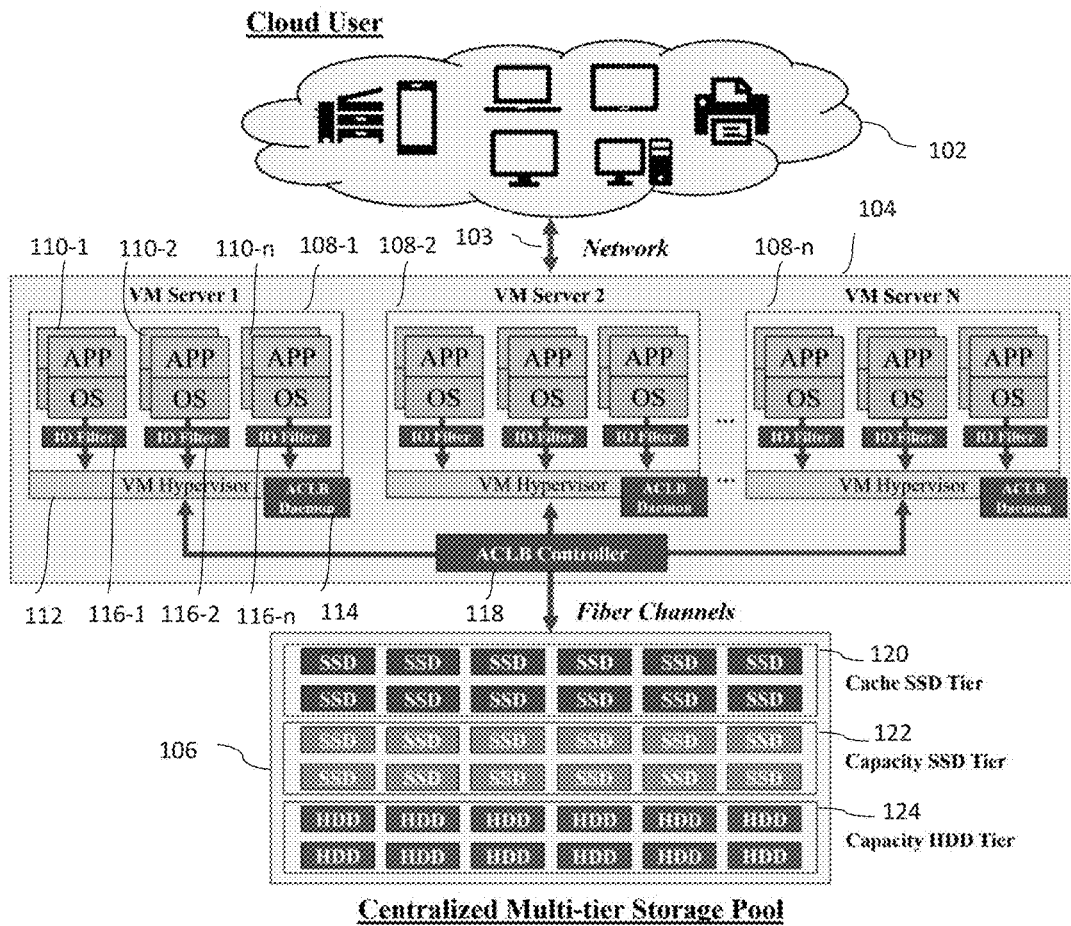 Cloud User
102
104
103
Network
110-1 110-2 110-n 108-1 108-2 108-n
VM Server 1 VM Server 2 VM Server N
APP APP APP APP APP APP APP APP APP
OS OS OS OS OS OS OS OS OS
...
IO Filter IO Filter IO Filter IO Filter IO Filter IO Filter IO Filter IO Filter IO Filter
VM Hypervisor VM Hypervisor ... VM Hypervisor
ACLB Daemon ACLB Daemon ACLB Daemon
ACLB Controller
112 116-1 116-2 116-n 114 118
Fiber Channels
SSD SSD SSD SSD SSD SSD
120
Cache SSD Tier
SSD SSD SSD SSD SSD SSD
106
SSD SSD SSD SSD SSD SSD
122
Capacity SSD Tier
SSD SSD SSD SSD SSD SSD
124
HDD HDD HDD HDD HDD HDD
Capacity HDD Tier
HDD HDD HDD HDD HDD HDD
Centralized Multi-tier Storage Pool